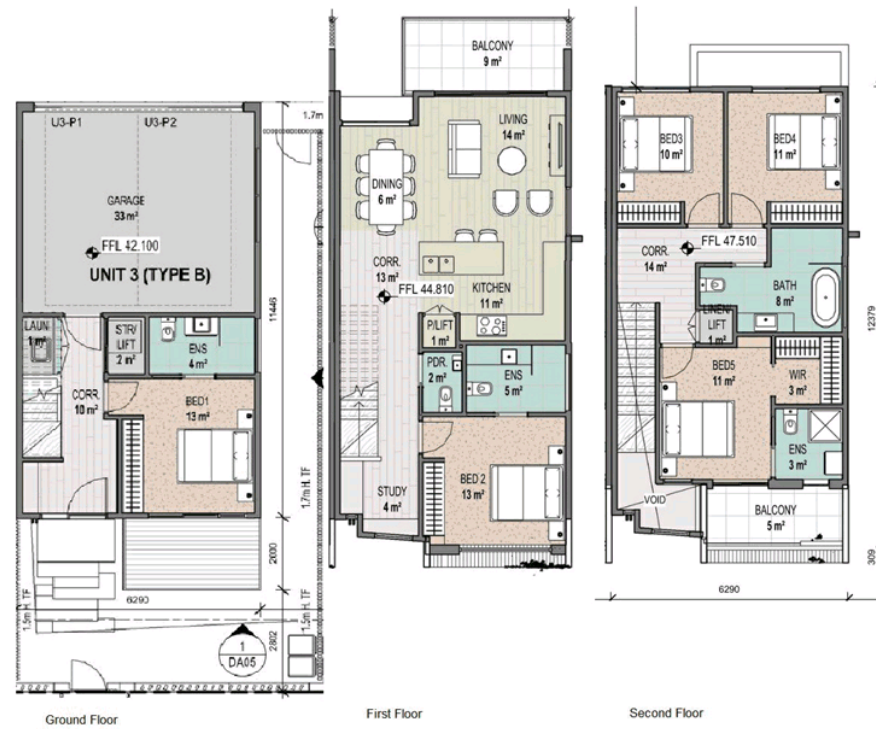 U3-P1
U3-P2
GARAGE
33 m²
FFL 42.100
UNIT 3 (TYPE B)
LAUN
1 m²
STR/
LIFT
2 m²
ENS
4 m²
CORR.
10 m²
BED1
13 m²
1.7m
11446
1.7m H. TF
2600
6290
1.5m H. TF
1.5m H. TF
2802
1
DA05
Ground Floor
BALCONY
9 m²
LIVING
14 m²
DINING
6 m²
CORR.
13 m²
FFL 44.810
KITCHEN
11 m²
P/LIFT
1 m²
PDR.
2 m²
ENS
5 m²
STUDY
4 m²
BED 2
13 m²
First Floor
BED3
10 m²
BED4
11 m²
CORR.
14 m²
FFL 47.510
BATH
8 m²
LINEN/
LIFT
1 m²
BED5
11 m²
WIR
3 m²
ENS
3 m²
VOID
BALCONY
5 m²
12379
309
6290
Second Floor